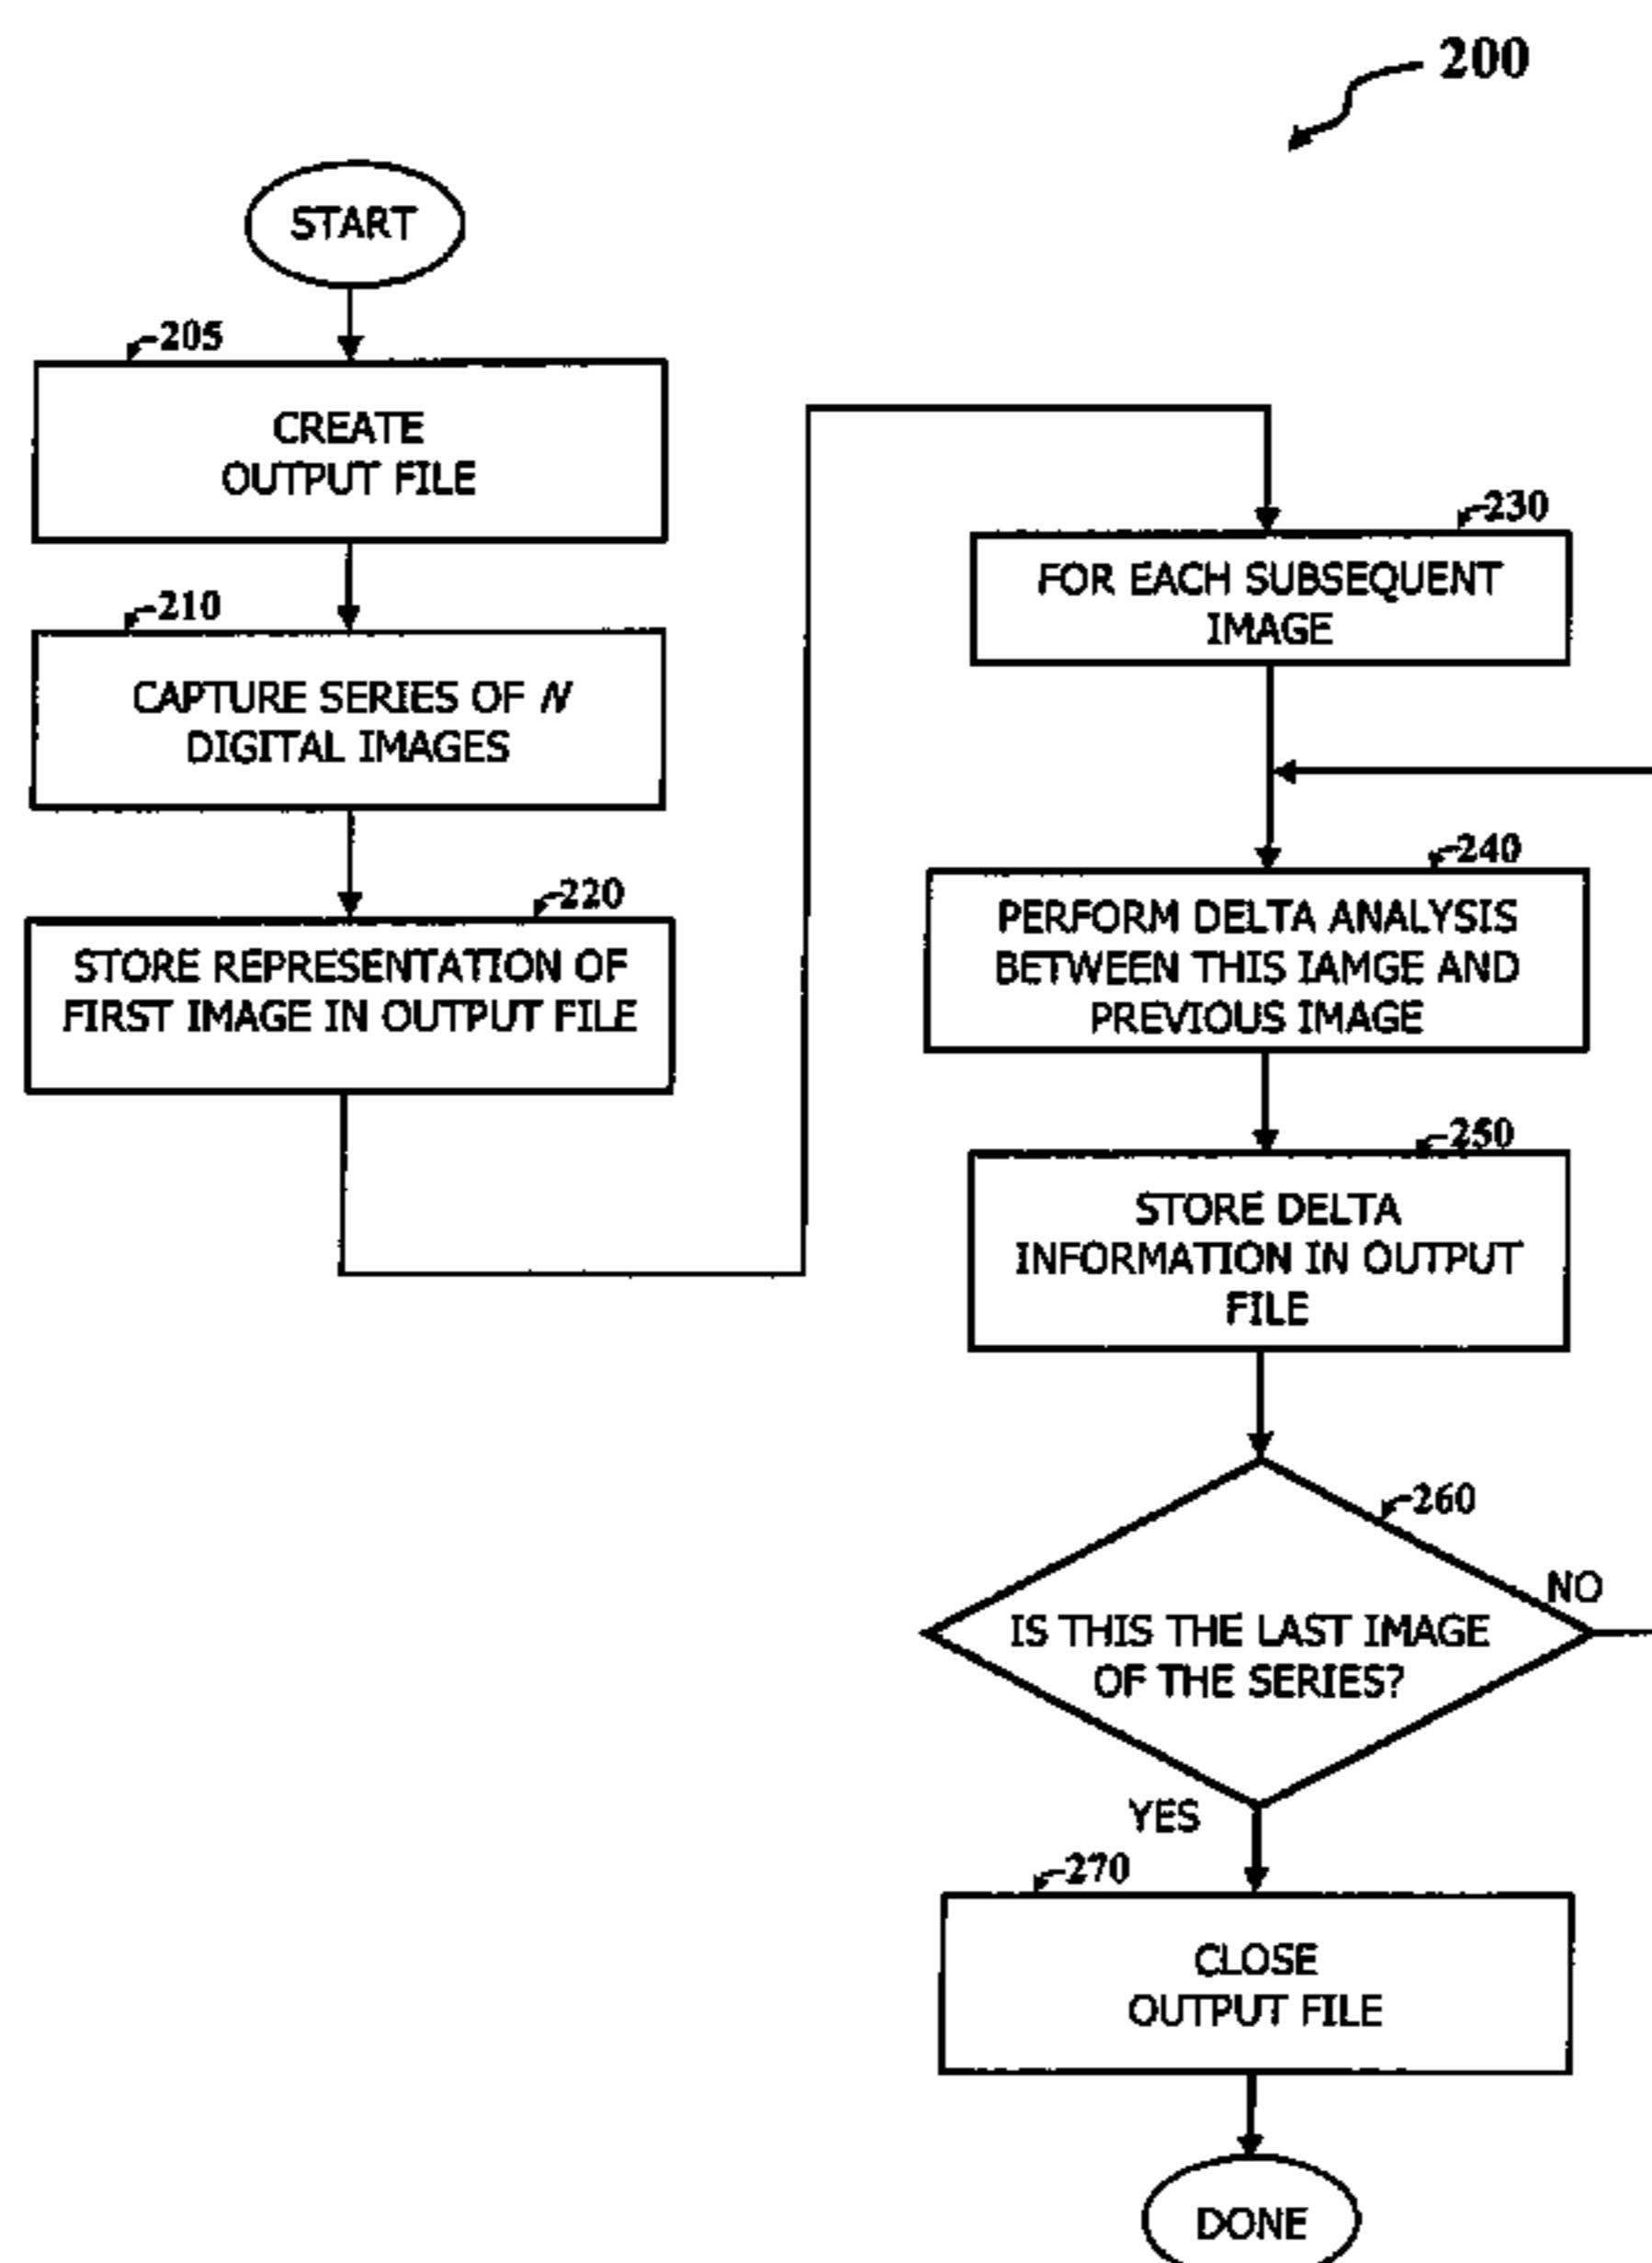 200
START
205
CREATE
OUTPUT FILE
210
CAPTURE SERIES OF N
DIGITAL IMAGES
220
STORE REPRESENTATION OF
FIRST IMAGE IN OUTPUT FILE
230
FOR EACH SUBSEQUENT
IMAGE
240
PERFORM DELTA ANALYSIS
BETWEEN THIS IAMGE AND
PREVIOUS IMAGE
250
STORE DELTA
INFORMATION IN OUTPUT
FILE
260
NO
IS THIS THE LAST IMAGE
OF THE SERIES?
YES
270
CLOSE
OUTPUT FILE
DONE